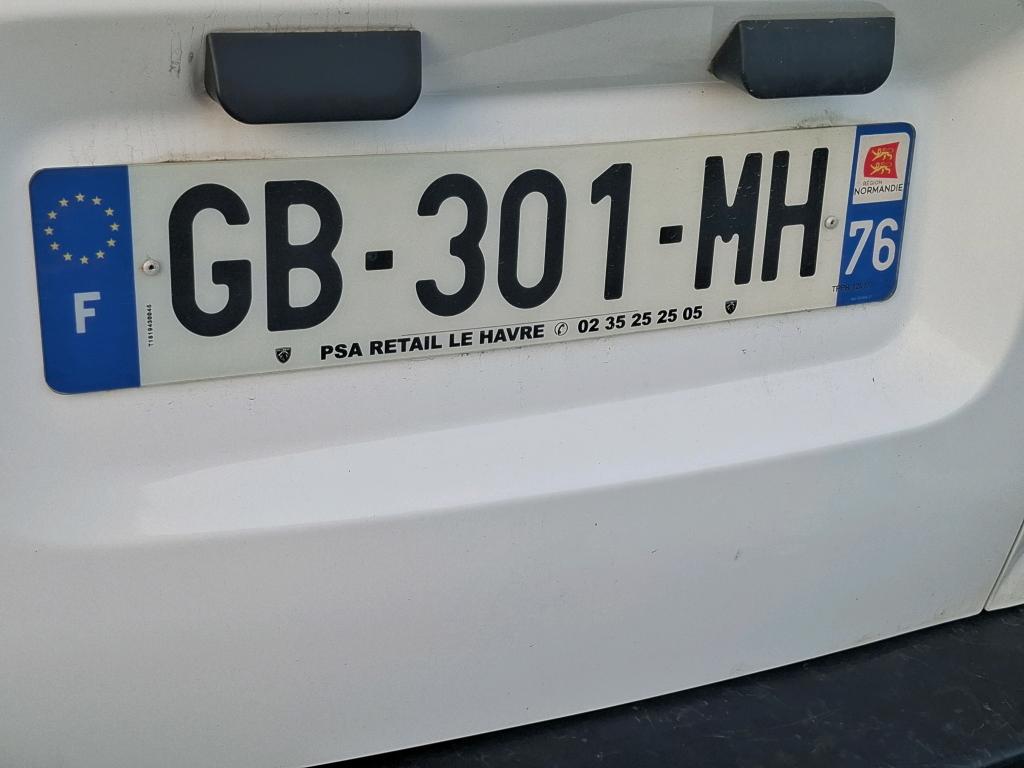 F
GB-301-MH
PSA RETAIL LE HAVRE ✆ 02 35 25 25 05
RÉGION
NORMANDIE
76